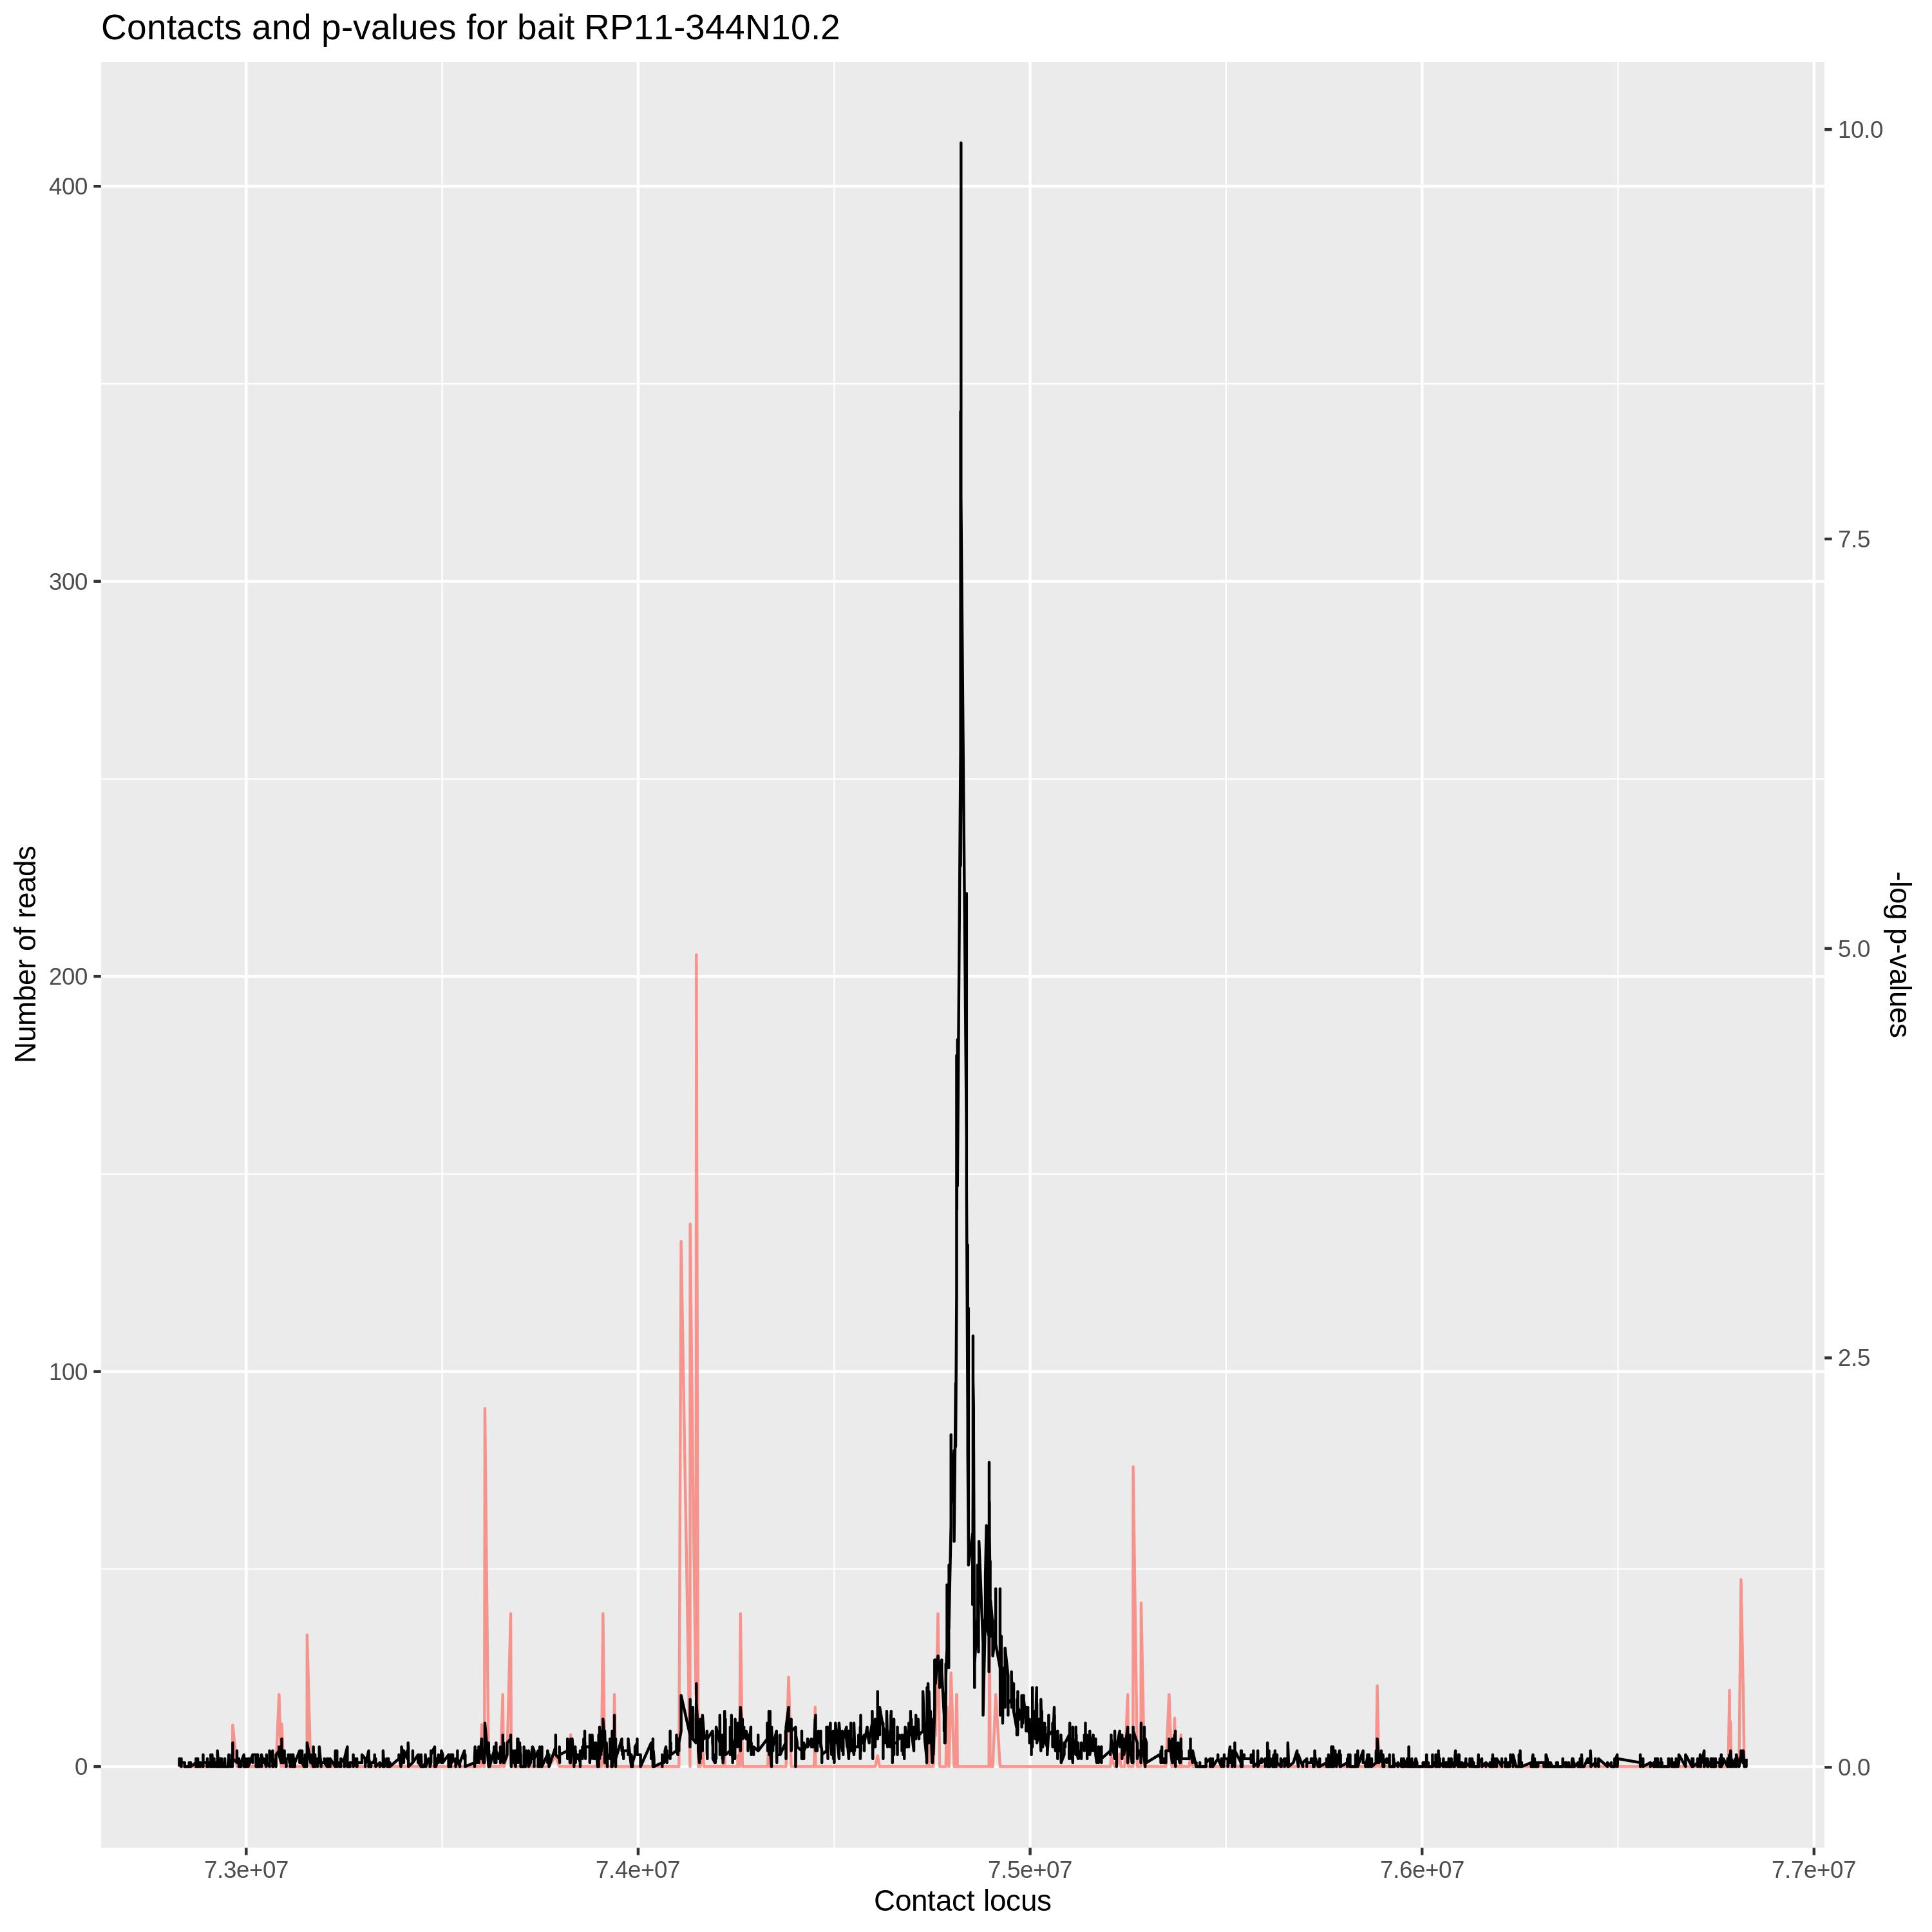 Contacts and p-values for bait RP11-344N10.2
400
300
200
100
0
10.0
7.5
5.0
2.5
0.0
Number of reads
-log p-values
7.3e+07 7.4e+07 7.5e+07 7.6e+07 7.7e+07
Contact locus